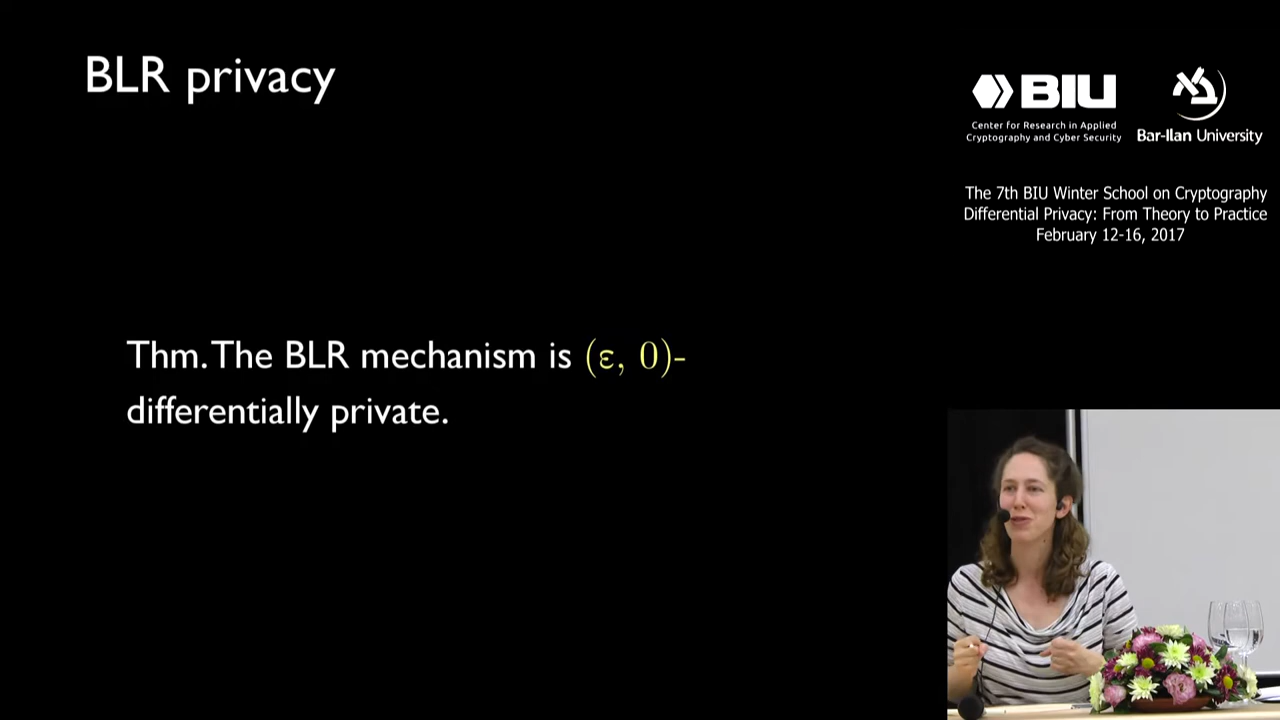 BLR privacy
BIU
Center for Research in Applied
Cryptography and Cyber Security
Bar-Ilan University
The 7th BIU Winter School on Cryptography
Differential Privacy: From Theory to Practice
February 12-16, 2017
Thm. The BLR mechanism is (ε, 0)-
differentially private.